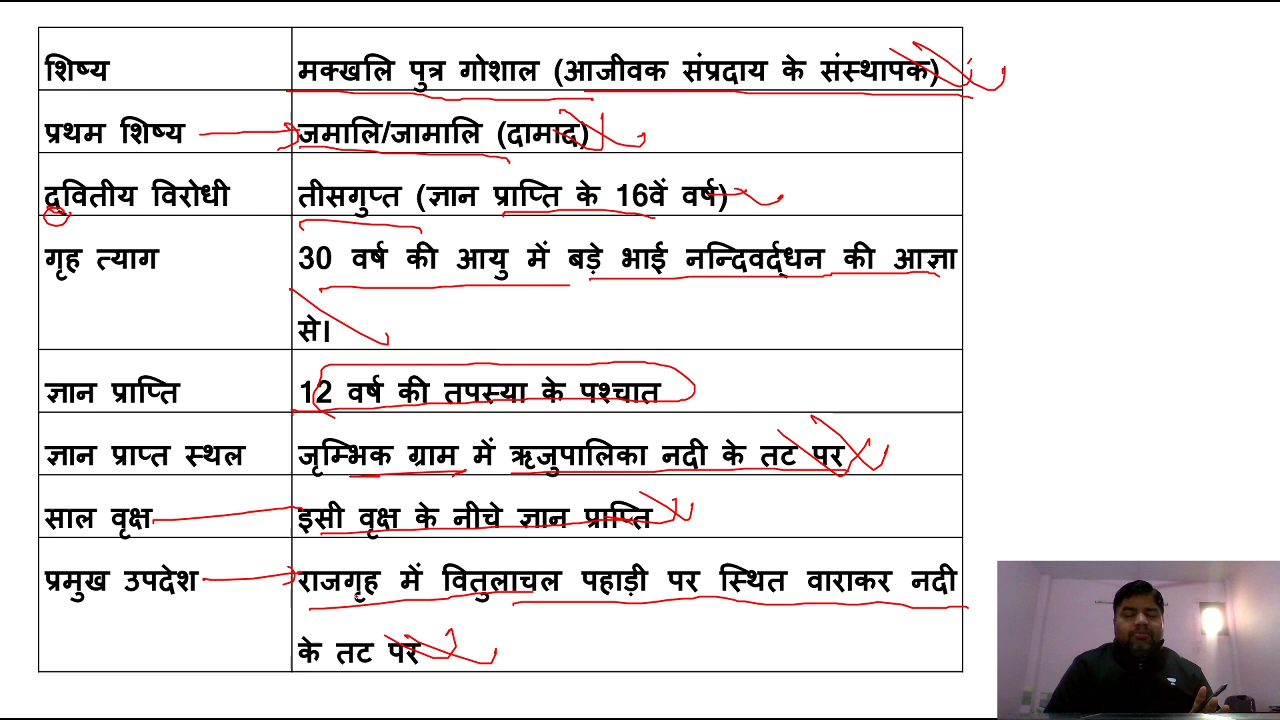 शिष्य मक्खलि पुत्र गोशाल (आजीवक संप्रदाय के संस्थापक)
प्रथम शिष्य जमालि/जामालि (दामाद)
द्वितीय विरोधी तीसगुप्त (ज्ञान प्राप्ति के 16वें वर्ष)
गृह त्याग 30 वर्ष की आयु में बड़े भाई नन्दिवर्द्धन की आज्ञा
से।
ज्ञान प्राप्ति 12 वर्ष की तपस्या के पश्चात
ज्ञान प्राप्त स्थल जृम्भिक ग्राम में ऋजुपालिका नदी के तट पर
साल वृक्ष इसी वृक्ष के नीचे ज्ञान प्राप्ति
प्रमुख उपदेश राजगृह में वितुलाचल पहाड़ी पर स्थित वाराकर नदी
के तट पर